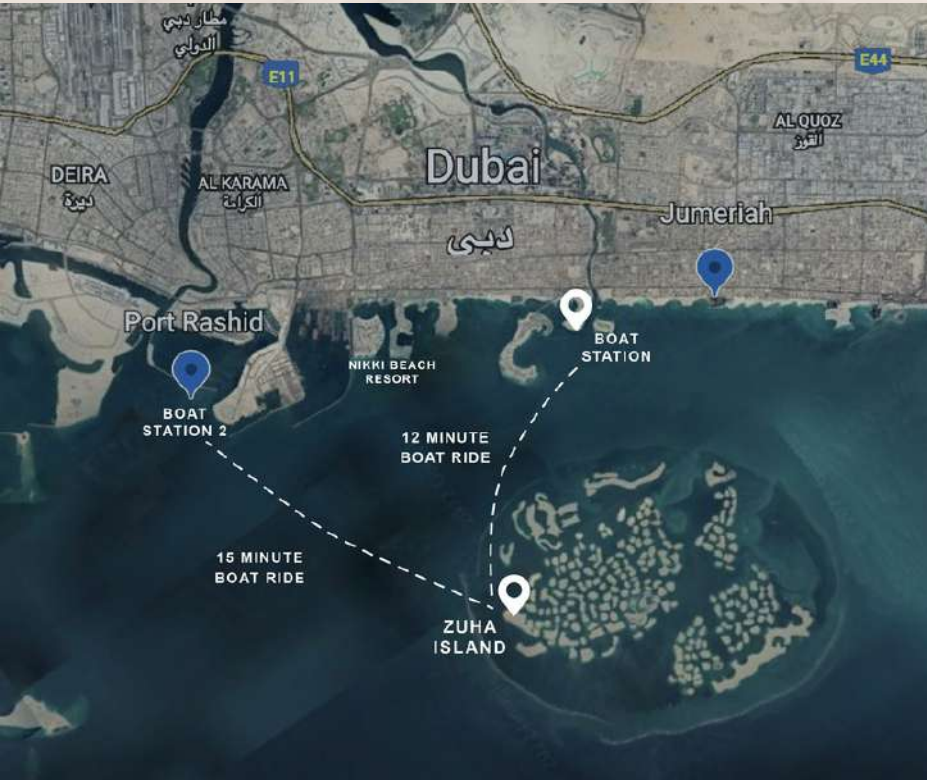 مطار دبي
الدولي
E11
E44
AL QUOZ
القوز
DEIRA
ديرة
AL KARAMA
الكرامة
Dubai
دبي
Jumeriah
Port Rashid
BOAT
STATION
NIKKI BEACH
RESORT
BOAT
STATION 2
12 MINUTE
BOAT RIDE
15 MINUTE
BOAT RIDE
ZUHA
ISLAND